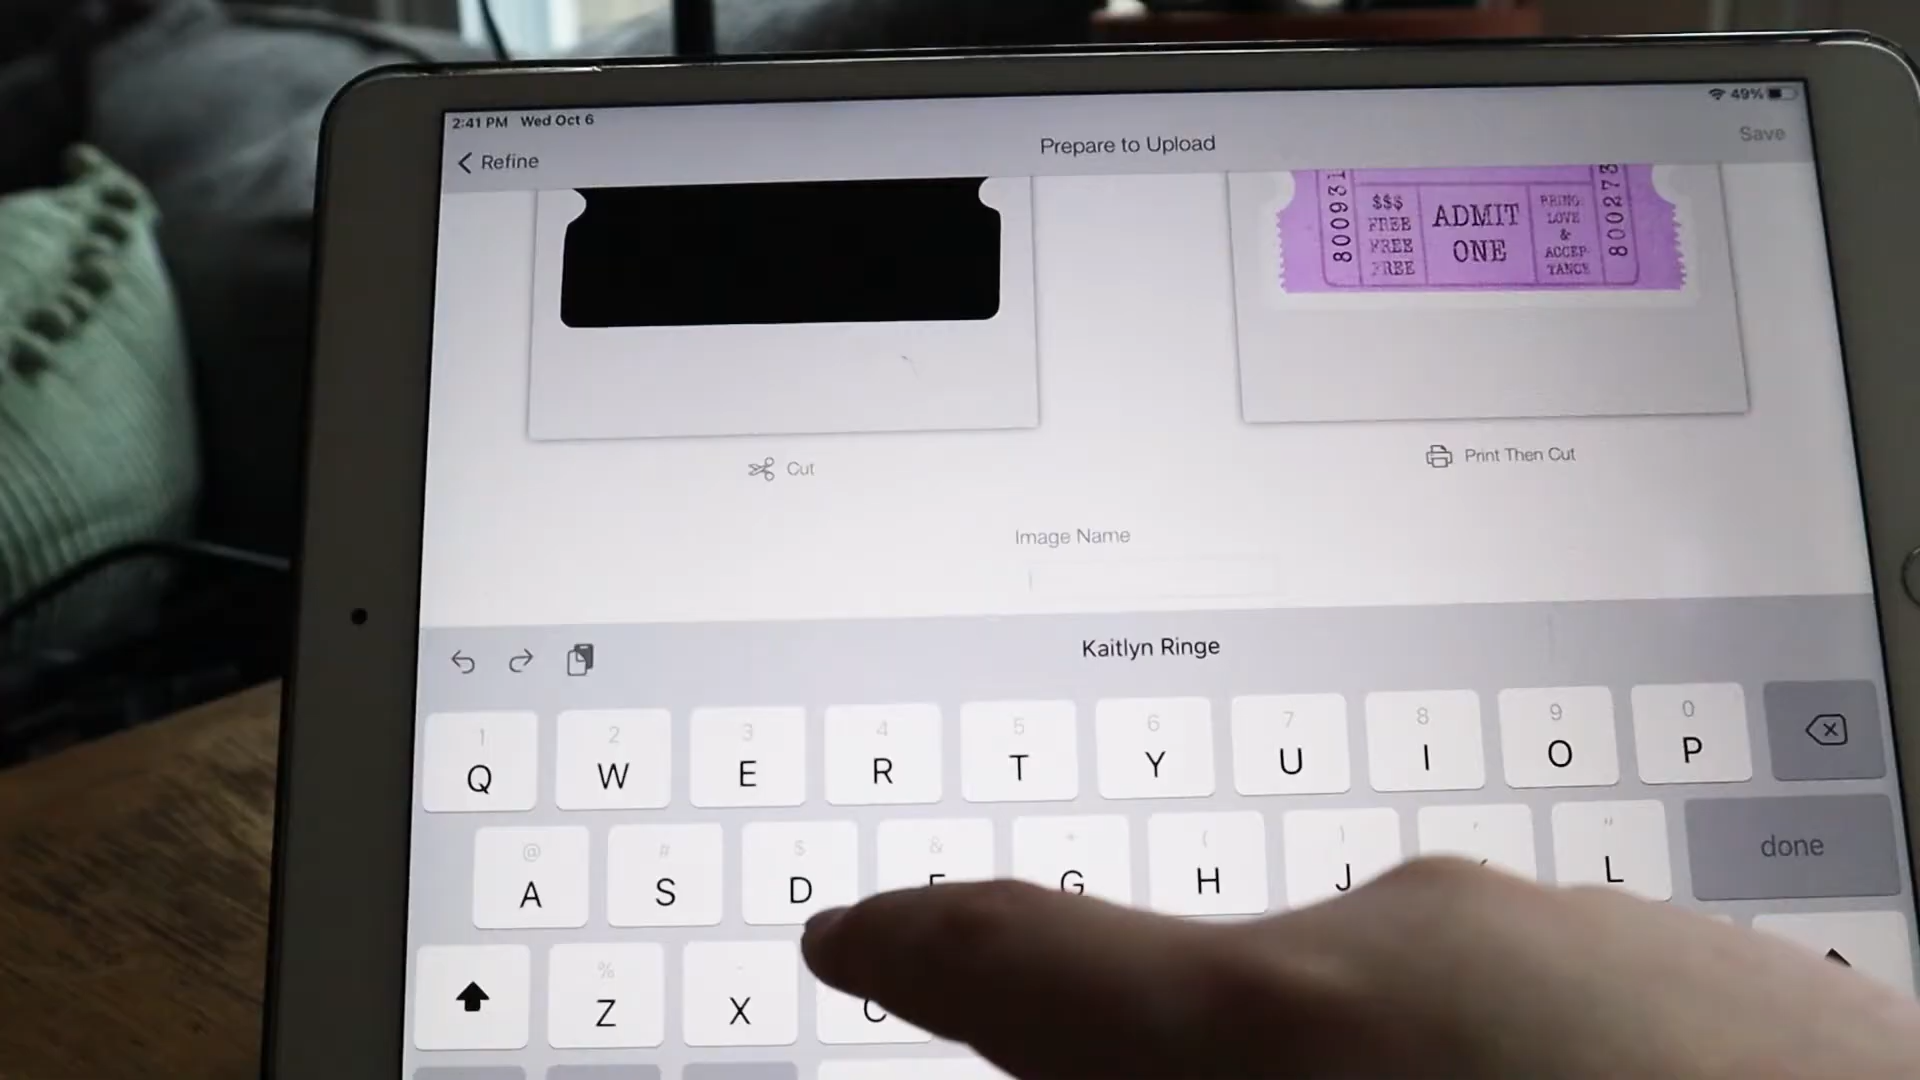 2:41 PM Wed Oct 6
49%
Refine
Prepare to Upload
Save
800931
$$$
FREE
FREE
FREE
ADMIT
ONE
BRING
LOVE
&
ACCEP-
TANCE
800273
Cut
Print Then Cut
Image Name
Kaitlyn Ringe
1 2 3 4 5 6 7 8 9 0
Q W E R T Y U I O P
@ # $ & * ( ) ' "
A S D F G H J L
done
% -
Z X C